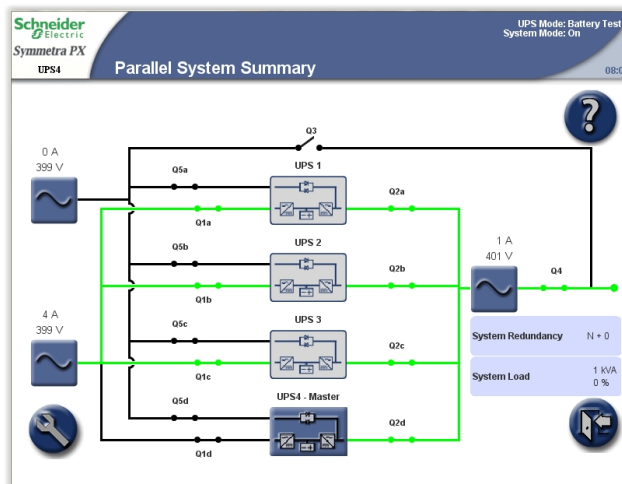 Schneider
Electric
Symmetra PX
UPS4
Parallel System Summary
UPS Mode: Battery Test
System Mode: On
08:0
?
Q3
0 A
399 V
Q5a
UPS 1
Q2a
Q1a
Q5b
UPS 2
Q2b
Q1b
1 A
401 V
Q4
4 A
399 V
Q5c
UPS 3
Q2c
Q1c
System Redundancy N + 0
System Load 1 kVA
0 %
Q5d
UPS4 - Master
Q2d
Q1d